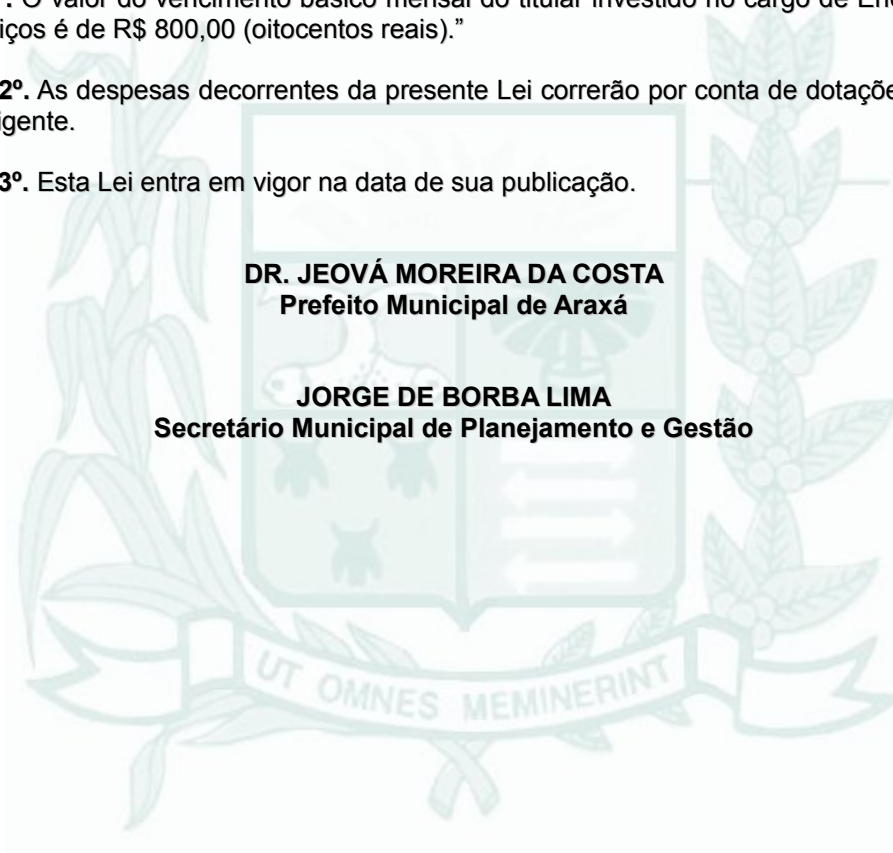 . O valor do vencimento básico mensal do titular investido no cargo de
iços é de R$ 800,00 (oitocentos reais).”
2º. As despesas decorrentes da presente Lei correrão por conta de
igente.
3º. Esta Lei entra em vigor na data de sua publicação.
DR. JEOVÁ MOREIRA DA COSTA
Prefeito Municipal de Araxá
JORGE DE BORBA LIMA
Secretário Municipal de Planejamento e Gestão
UT OMNES MEMINERINT